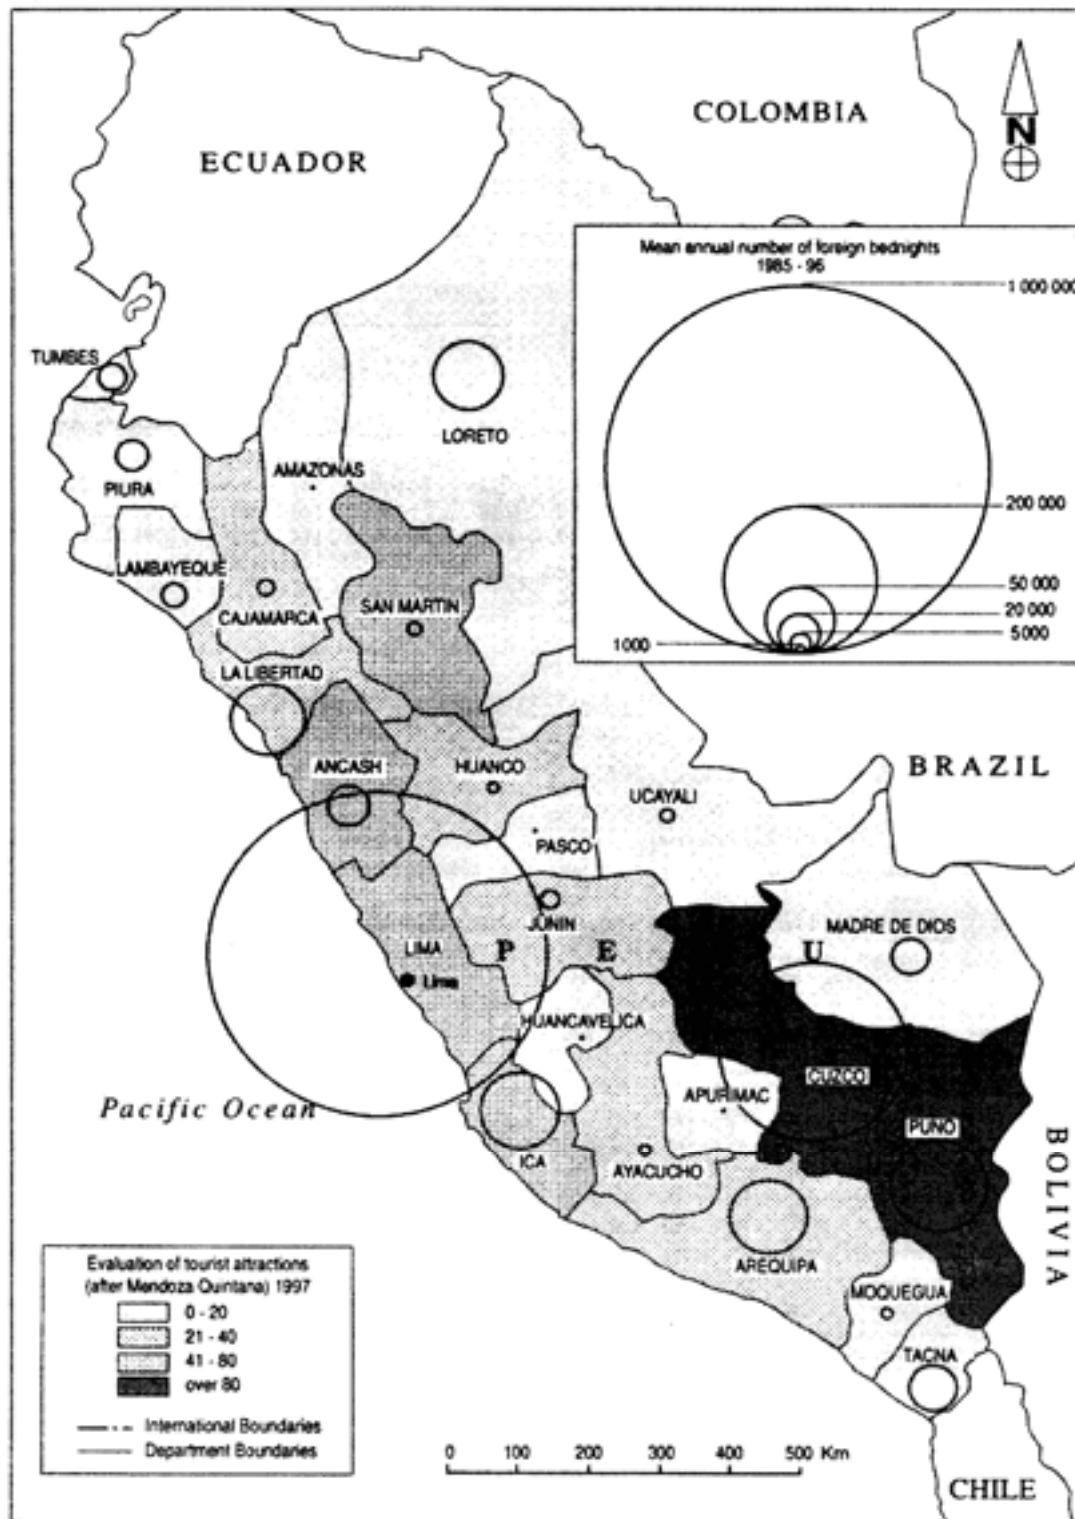 COLOMBIA
N
ECUADOR
Mean annual number of foreign bednights
1985 - 96
1 000 000
200 000
50 000
20 000
5000
1000
TUMBES
LORETO
AMAZONAS
PIURA
LAMBAYEQUE
CAJAMARCA
SAN MARTIN
LA LIBERTAD
ANCASH
HUANCO
BRAZIL
UCAYALI
PASCO
MADRE DE DIOS
JUNIN
LIMA
P E U
Lima
HUANCAVELICA
CUZCO
APURIMAC
Pacific Ocean
PUNO
ICA
AYACUCHO
BOLIVIA
AREQUIPA
MOQUEGUA
TACNA
Evaluation of tourist attractions
(after Mendoza Quintana) 1997
0 - 20
21 - 40
41 - 80
over 80
International Boundaries
Department Boundaries
0 100 200 300 400 500 Km
CHILE